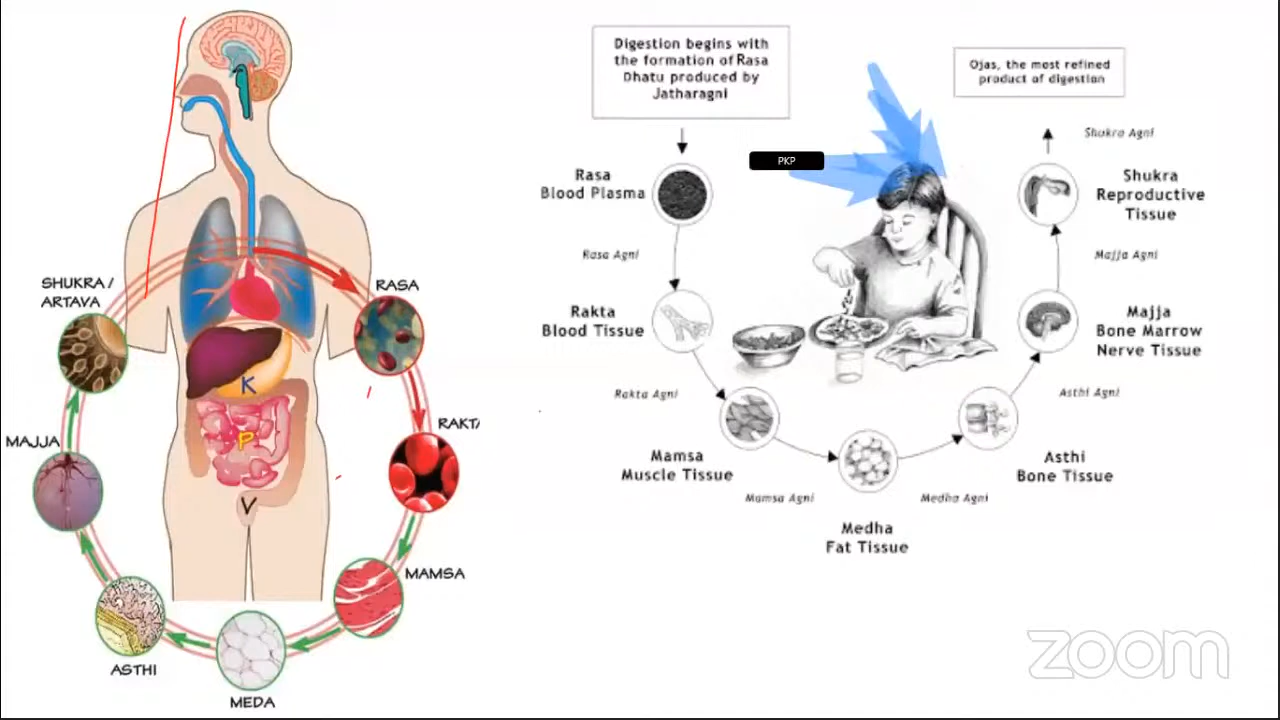 SHUKRA /
ARTAVA
RASA
K
MAJJA
P
V
MAMSA
ASTHI
MEDA
Digestion begins with
the formation of Rasa
Dhatu produced by
Jatharagni
Ojas, the most refined
product of digestion
PKP
Shukra Agni
Rasa
Blood Plasma
Shukra
Reproductive
Tissue
Rasa Agni
Majja Agni
Rakta
Blood Tissue
Majja
Bone Marrow
Nerve Tissue
Rakta Agni
Asthi Agni
Mamsa
Muscle Tissue
Asthi
Bone Tissue
Mamsa Agni
Medha Agni
Medha
Fat Tissue
zoom